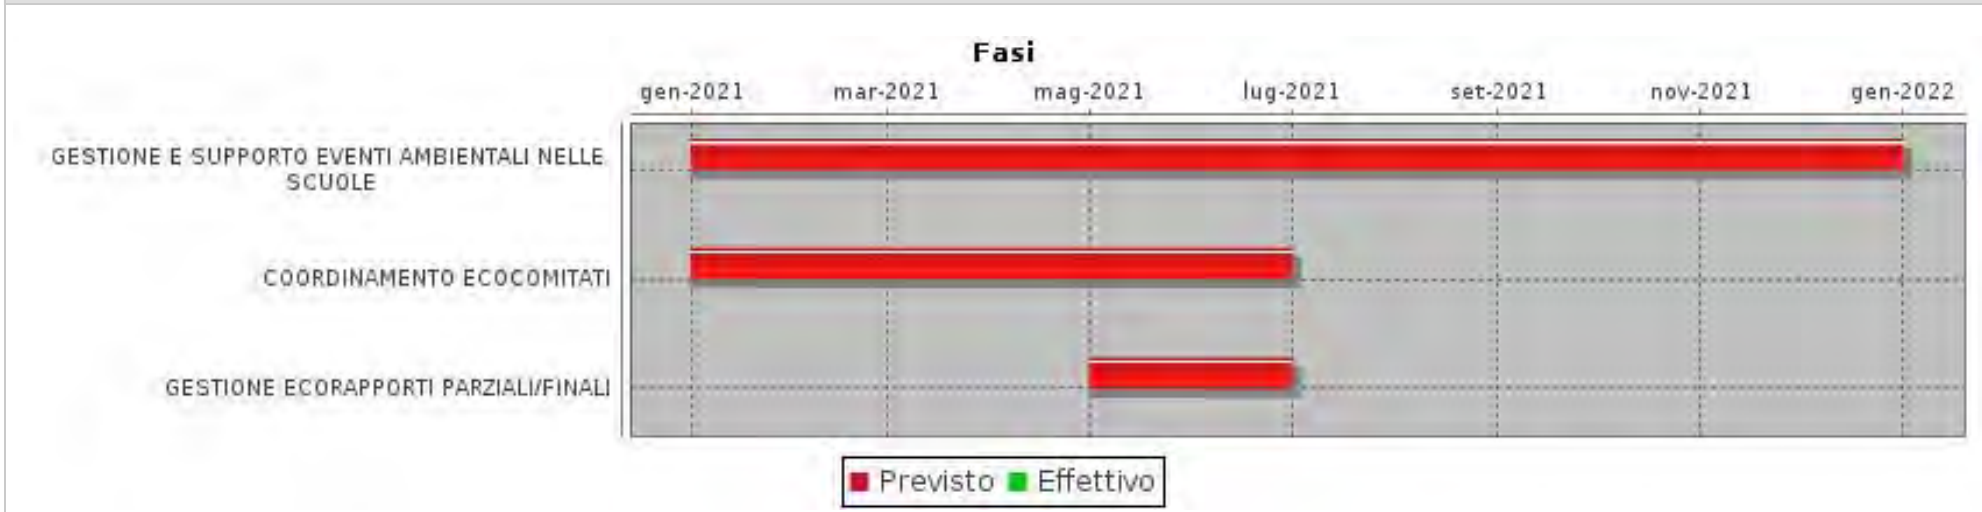 Fasi
gen-2021 mar-2021 mag-2021 lug-2021 set-2021 nov-2021 gen-2022
GESTIONE E SUPPORTO EVENTI AMBIENTALI NELLE
SCUOLE
COORDINAMENTO ECOCOMITATI
GESTIONE ECORAPPORTI PARZIALI/FINALI
Previsto Effettivo